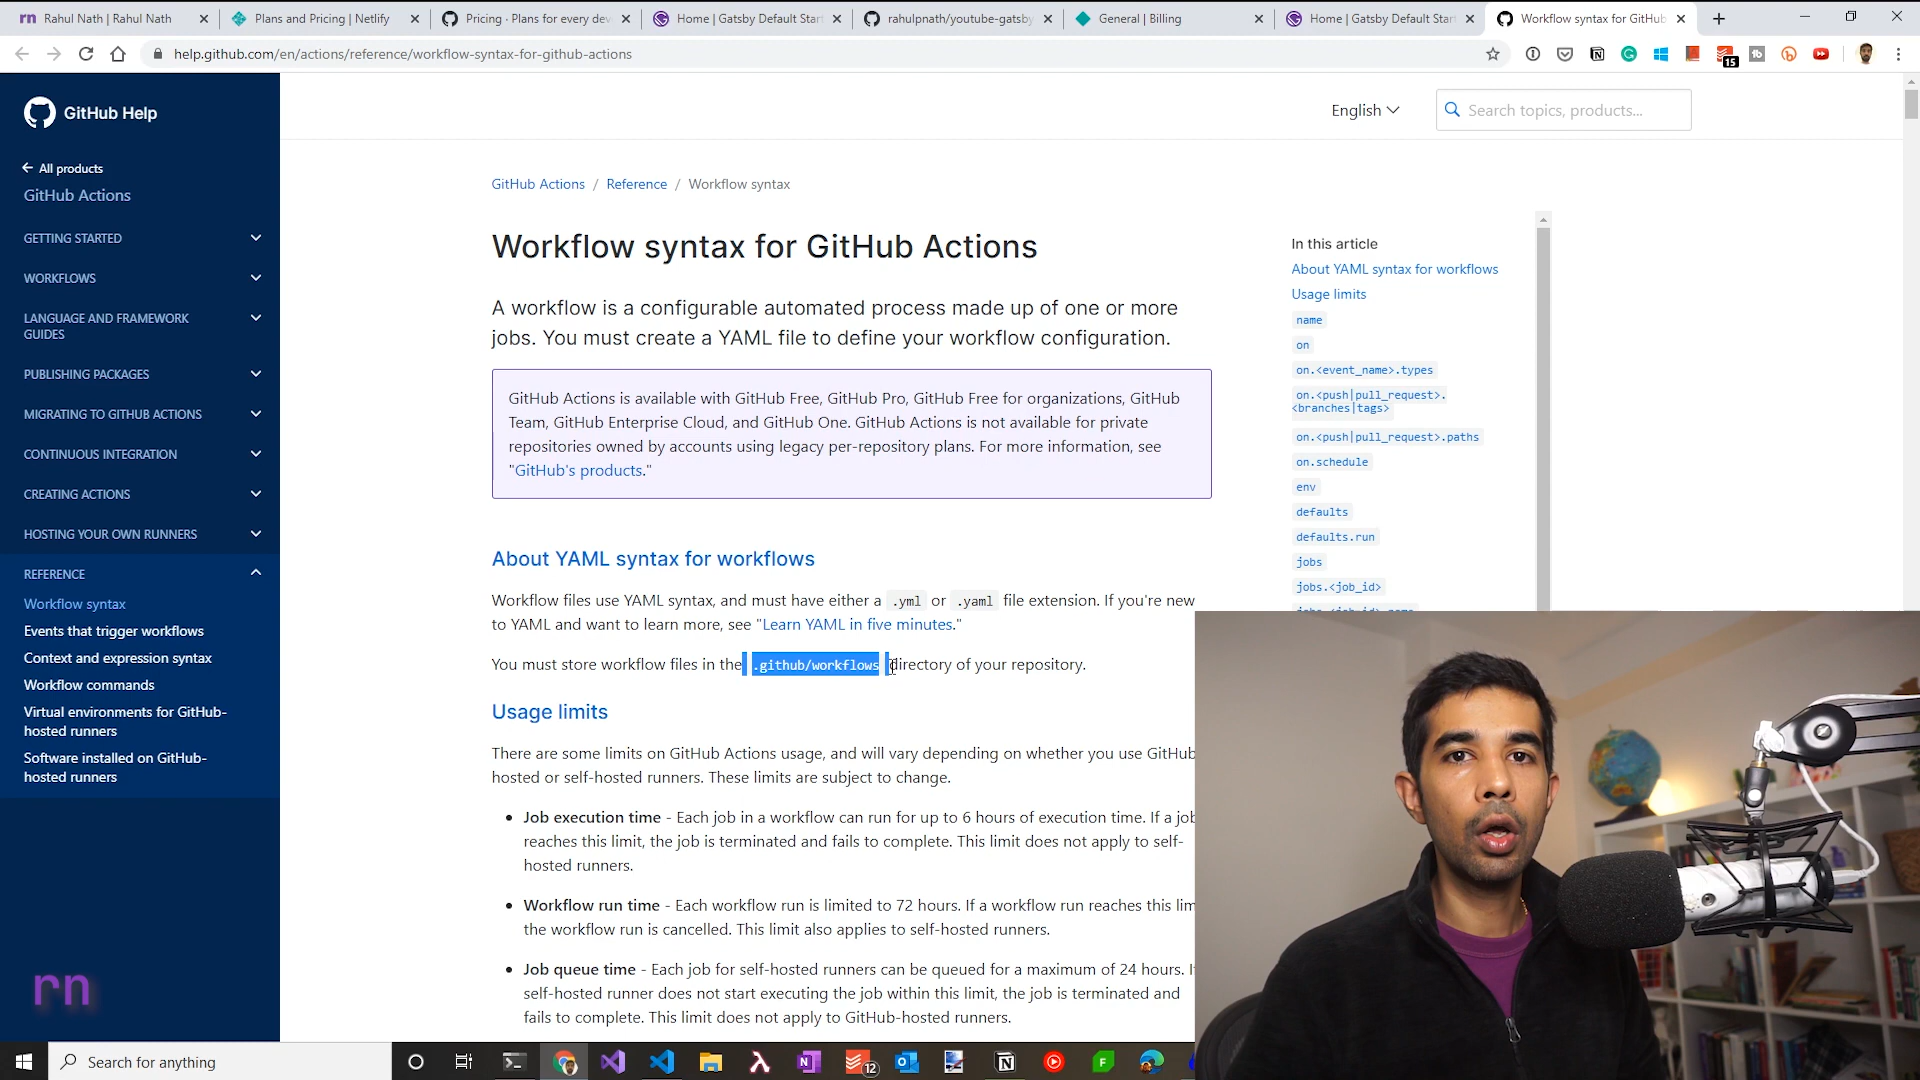 rn Rahul Nath | Rahul Nath
Plans and Pricing | Netlify
Pricing · Plans for every dev
Home | Gatsby Default Star
rahulpnath/youtube-gatsby
General | Billing
Home | Gatsby Default Star
Workflow syntax for GitHub
help.github.com/en/actions/reference/workflow-syntax-for-github-actions
15
GitHub Help
English
Search topics, products...
All products
GitHub Actions
GETTING STARTED
WORKFLOWS
LANGUAGE AND FRAMEWORK
GUIDES
PUBLISHING PACKAGES
MIGRATING TO GITHUB ACTIONS
CONTINUOUS INTEGRATION
CREATING ACTIONS
HOSTING YOUR OWN RUNNERS
REFERENCE
Workflow syntax
Events that trigger workflows
Context and expression syntax
Workflow commands
Virtual environments for GitHub-
hosted runners
Software installed on GitHub-
hosted runners
rn
GitHub Actions / Reference / Workflow syntax
Workflow syntax for GitHub Actions
A workflow is a configurable automated process made up of one or more
jobs. You must create a YAML file to define your workflow configuration.
GitHub Actions is available with GitHub Free, GitHub Pro, GitHub Free for organizations, GitHub
Team, GitHub Enterprise Cloud, and GitHub One. GitHub Actions is not available for private
repositories owned by accounts using legacy per-repository plans. For more information, see
"GitHub's products."
About YAML syntax for workflows
Workflow files use YAML syntax, and must have either a .yml or .yaml file extension. If you're new
to YAML and want to learn more, see "Learn YAML in five minutes."
You must store workflow files in the .github/workflows directory of your repository.
Usage limits
There are some limits on GitHub Actions usage, and will vary depending on whether you use GitHub
hosted or self-hosted runners. These limits are subject to change.
Job execution time - Each job in a workflow can run for up to 6 hours of execution time. If a job
reaches this limit, the job is terminated and fails to complete. This limit does not apply to self-
hosted runners.
Workflow run time - Each workflow run is limited to 72 hours. If a workflow run reaches this lim
the workflow run is cancelled. This limit also applies to self-hosted runners.
Job queue time - Each job for self-hosted runners can be queued for a maximum of 24 hours. I
self-hosted runner does not start executing the job within this limit, the job is terminated and
fails to complete. This limit does not apply to GitHub-hosted runners.
In this article
About YAML syntax for workflows
Usage limits
name
on
on.<event_name>.types
on.<push|pull_request>.
<branches|tags>
on.<push|pull_request>.paths
on.schedule
env
defaults
defaults.run
jobs
jobs.<job_id>
Search for anything
12